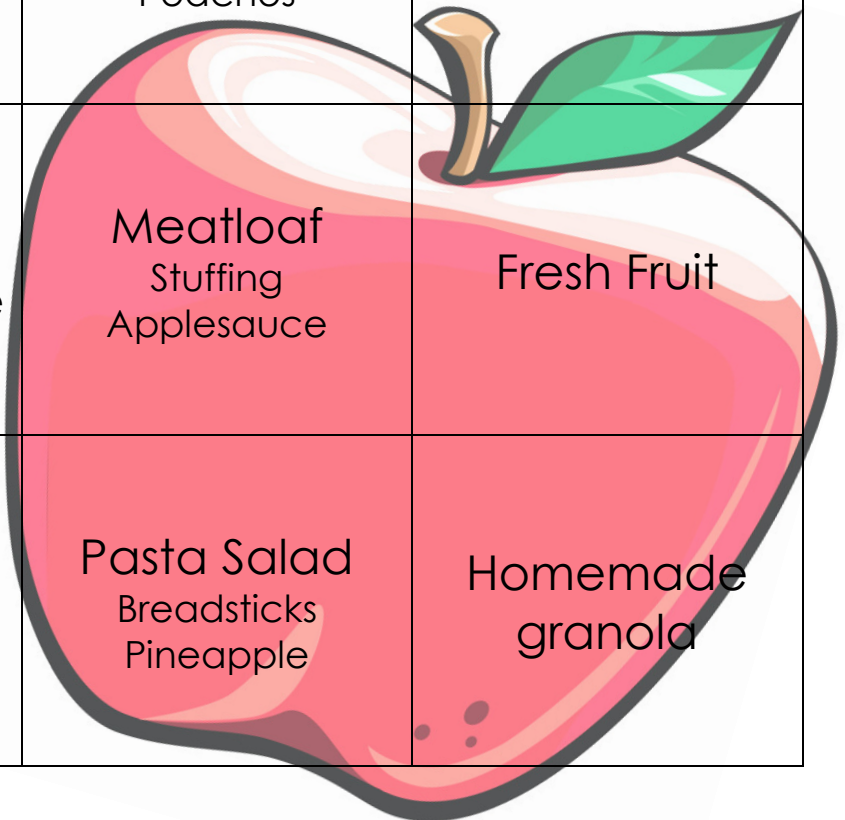 Meatloaf
Stuffing
Applesauce
Fresh Fruit
Pasta Salad
Breadsticks
Pineapple
Homemade
granola